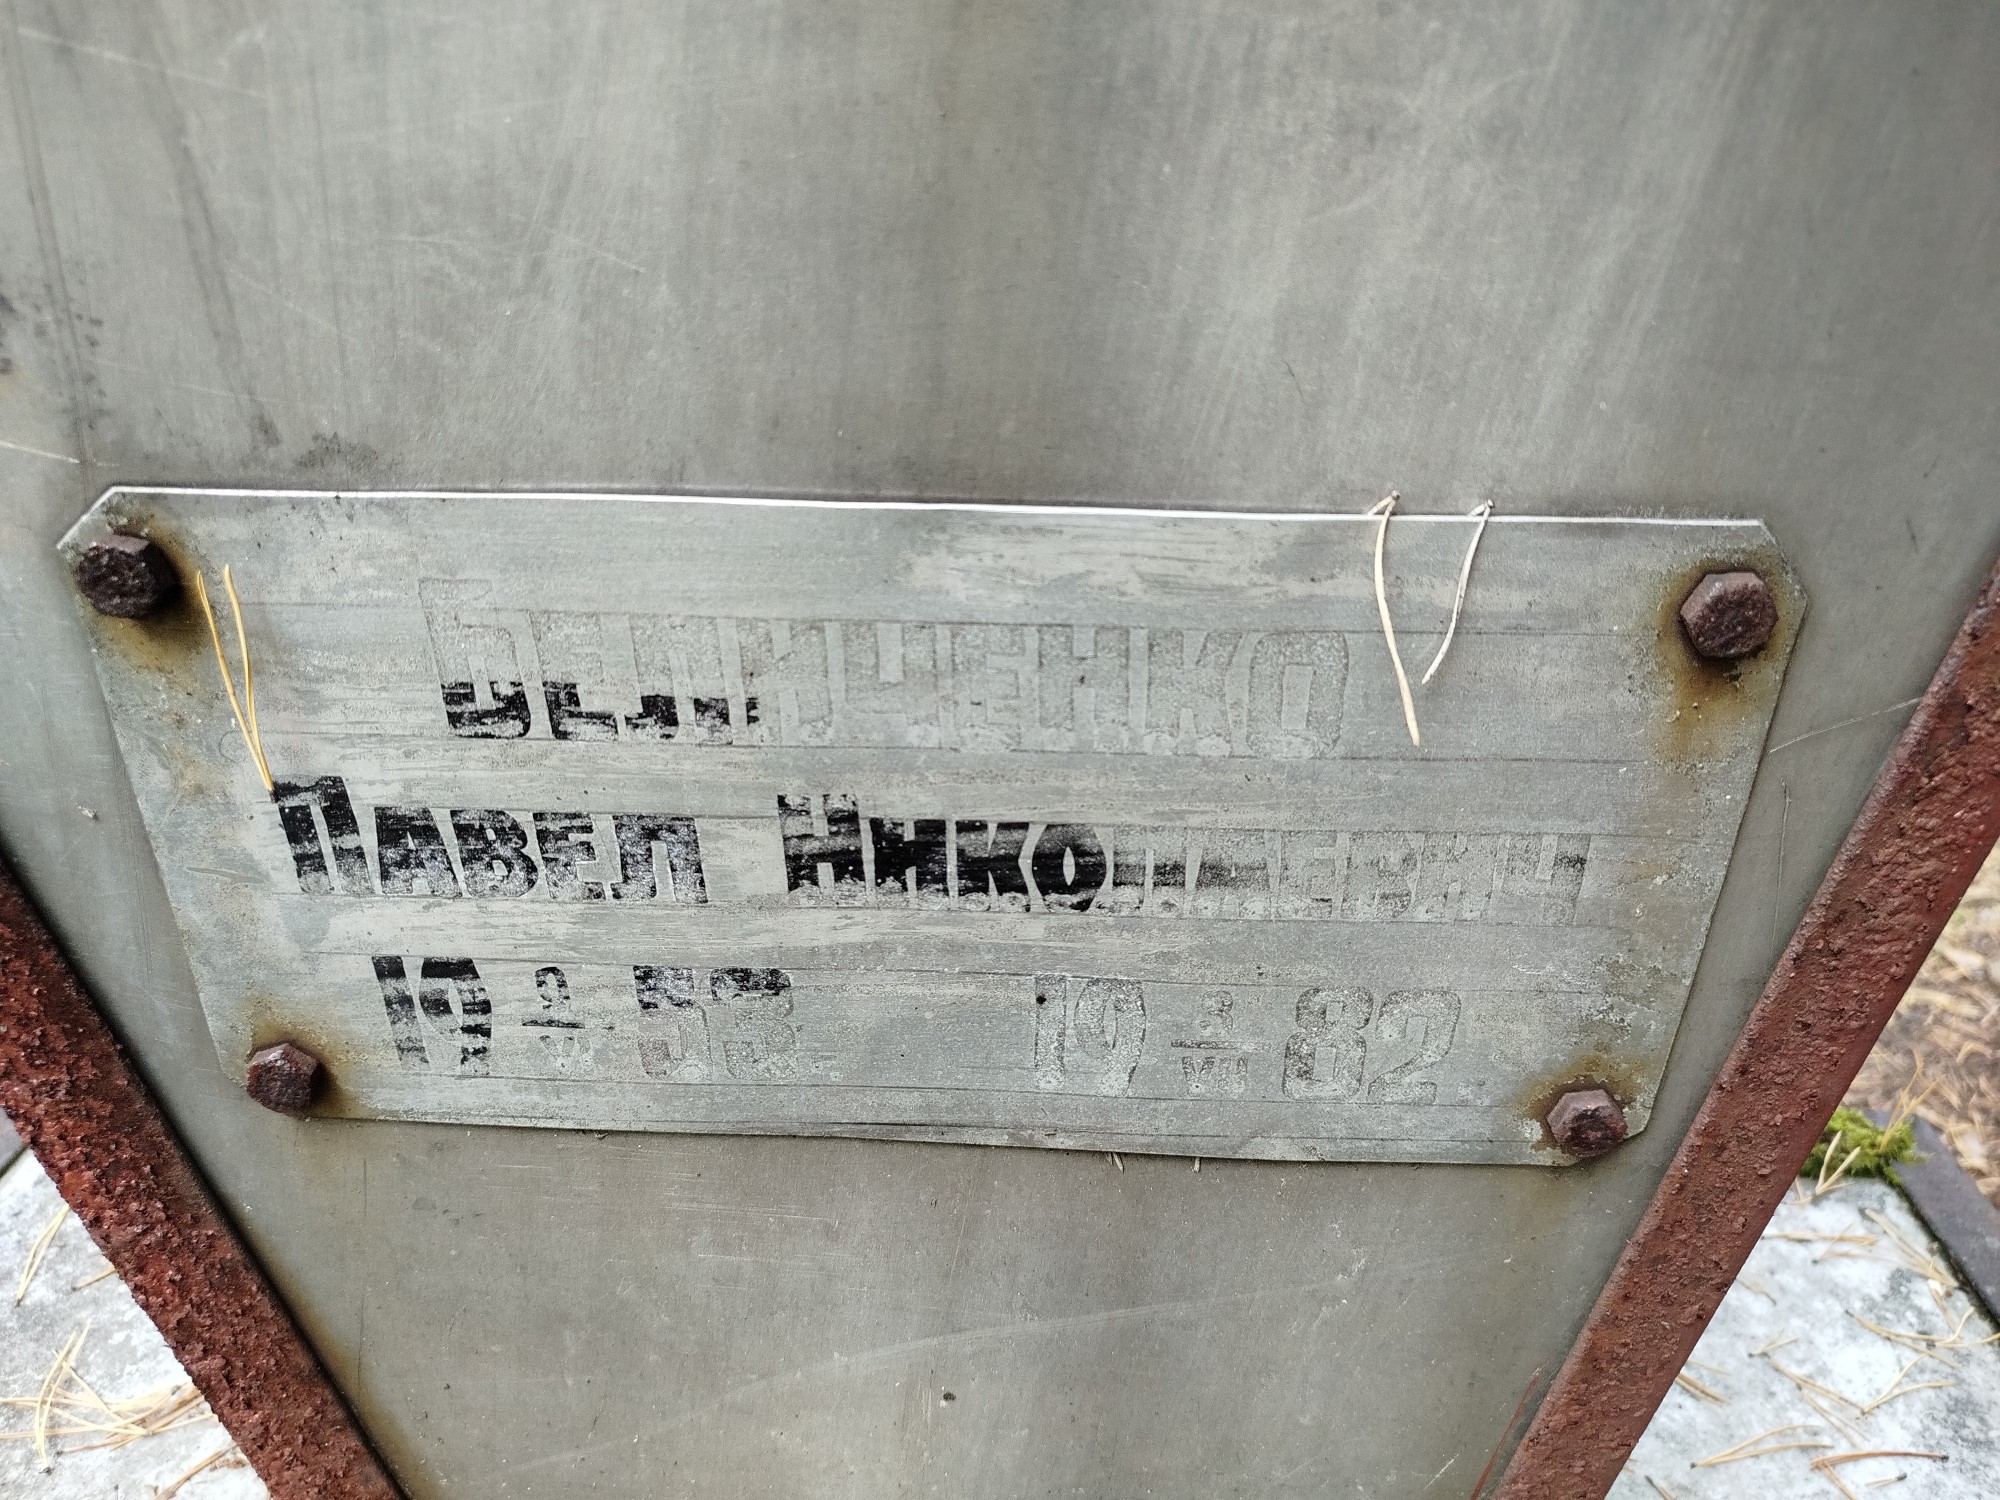 Беличенко
Павел Николаевич
19 53 19 82